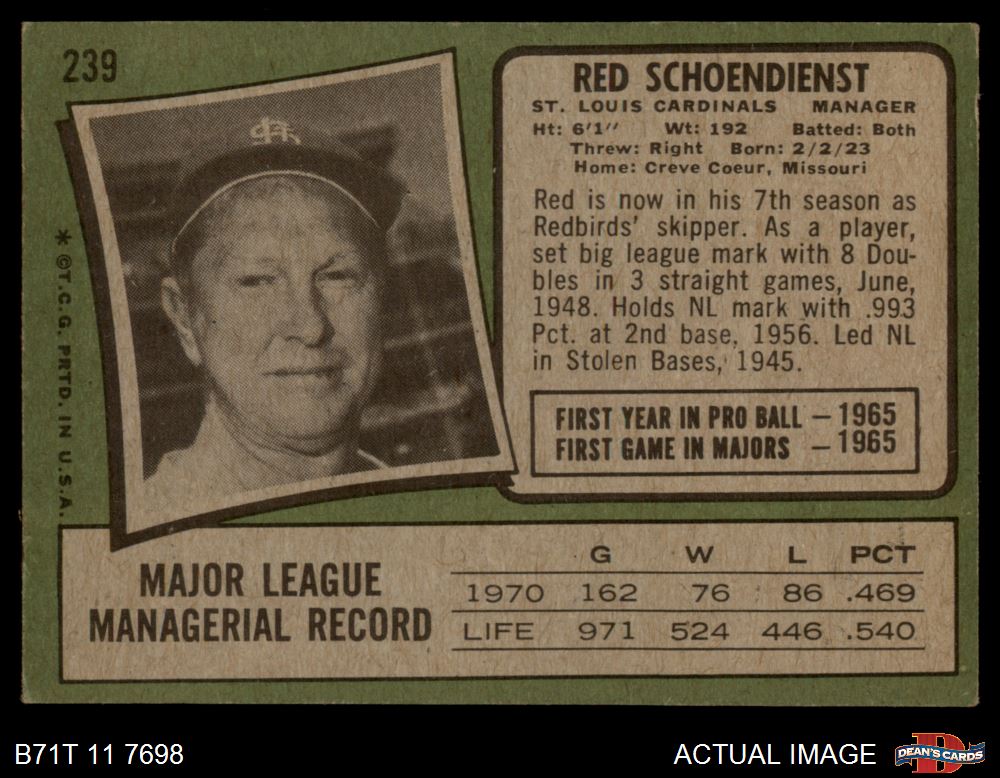 239
RED SCHOENDIENST
ST. LOUIS CARDINALS MANAGER
Ht: 6'1" Wt: 192 Batted: Both
Threw: Right Born: 2/2/23
Home: Creve Coeur, Missouri
Red is now in his 7th season as
Redbirds' skipper. As a player,
set big league mark with 8 Dou-
bles in 3 straight games, June,
1948. Holds NL mark with .993
Pct. at 2nd base, 1956. Led NL
in Stolen Bases, 1945.
FIRST YEAR IN PRO BALL — 1965
FIRST GAME IN MAJORS — 1965
* ©T.C.G. PRTD. IN U.S.A.
MAJOR LEAGUE
MANAGERIAL RECORD
G W L PCT
1970 162 76 86 .469
LIFE 971 524 446 .540
B71T 11 7698
ACTUAL IMAGE
D
DEAN'S CARDS